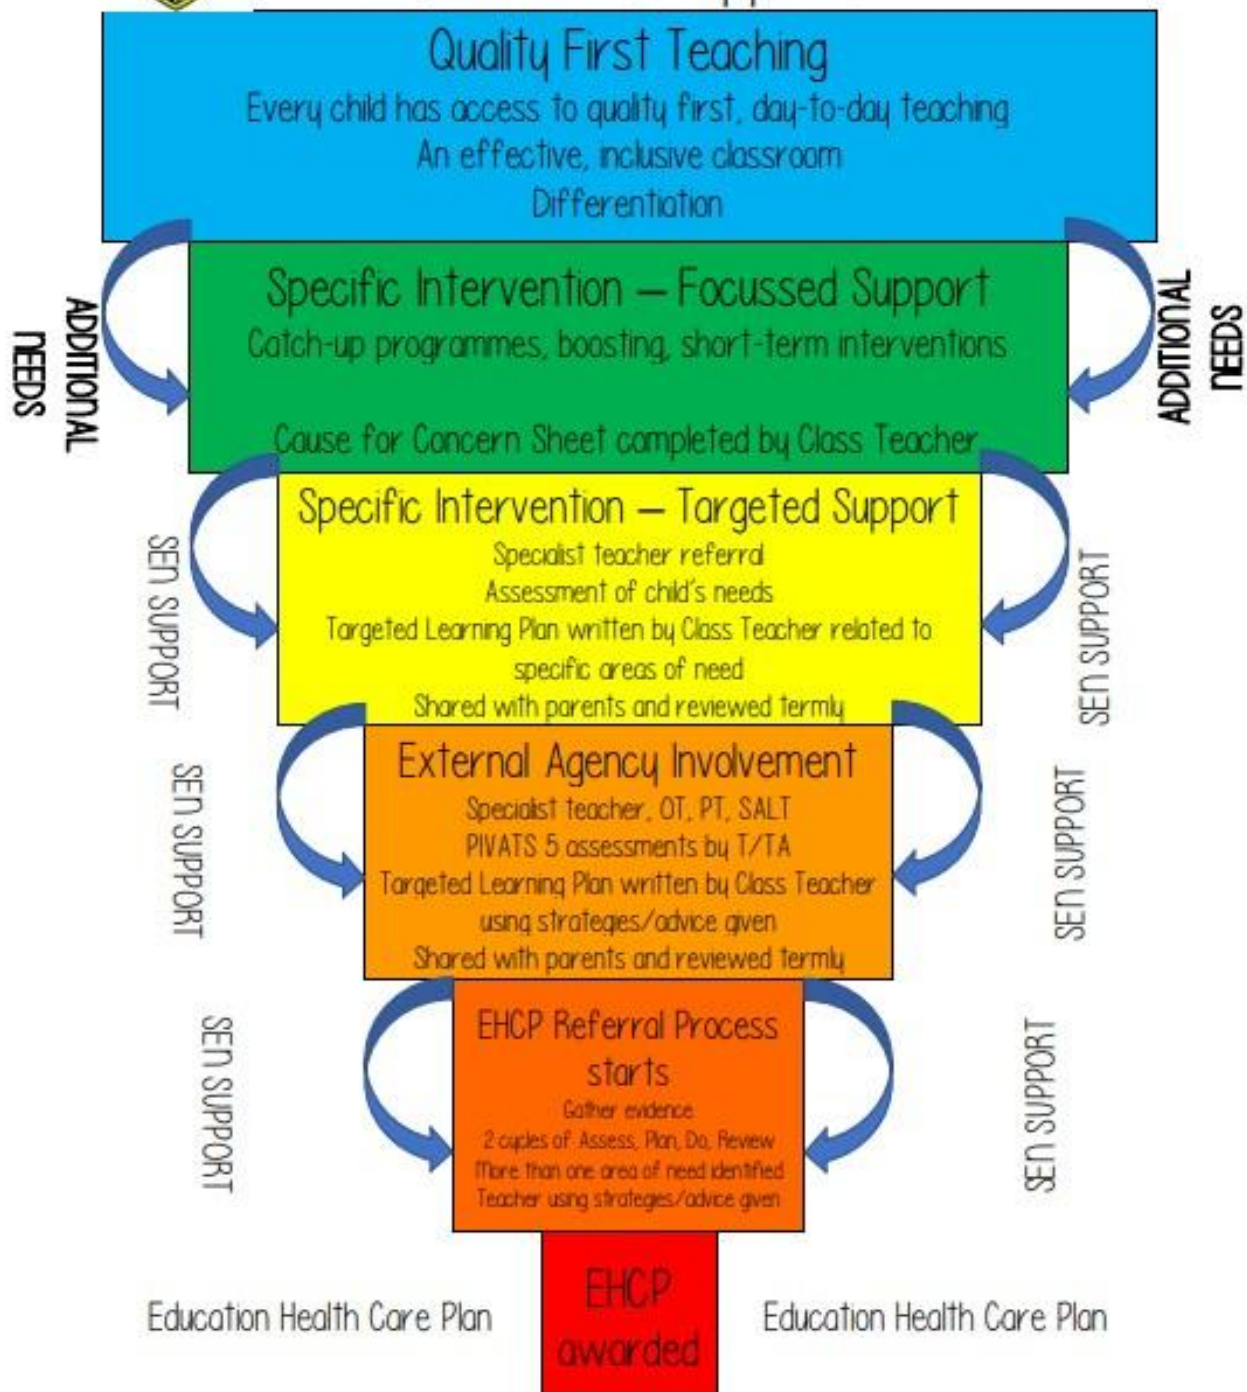 Quality First Teaching
Every child has access to quality first, day-to-day teaching
An effective, inclusive classroom
Differentiation
ADDITIONAL
NEEDS
ADDITIONAL
NEEDS
Specific Intervention – Focussed Support
Catch-up programmes, boosting, short-term interventions
Cause for Concern Sheet completed by Class Teacher
SEN SUPPORT
SEN SUPPORT
Specific Intervention – Targeted Support
Specialist teacher referral
Assessment of child's needs
Targeted Learning Plan written by Class Teacher related to
specific areas of need
Shared with parents and reviewed termly
SEN SUPPORT
SEN SUPPORT
External Agency Involvement
Specialist teacher, OT, PT, SALT
PIVATS 5 assessments by T/TA
Targeted Learning Plan written by Class Teacher
using strategies/advice given
Shared with parents and reviewed termly
SEN SUPPORT
SEN SUPPORT
EHCP Referral Process
starts
Gather evidence
2 cycles of Assess, Plan, Do, Review
More than one area of need identified
Teacher using strategies/advice given
Education Health Care Plan
EHCP
awarded
Education Health Care Plan